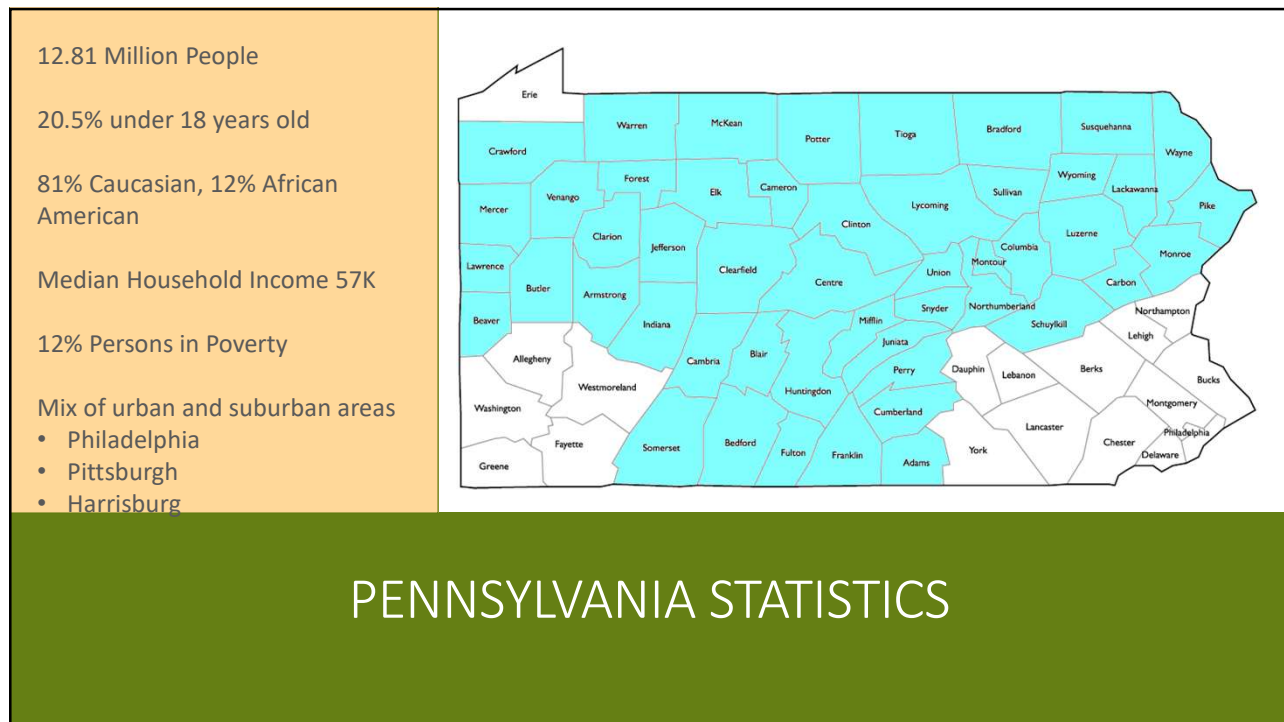 12.81 Million People
20.5% under 18 years old
81% Caucasian, 12% African
American
Median Household Income 57K
12% Persons in Poverty
Mix of urban and suburban areas
• Philadelphia
• Pittsburgh
• Harrisburg
Erie
Warren
McKean
Potter
Tioga
Bradford
Susquehanna
Wayne
Crawford
Forest
Elk
Cameron
Wyoming
Lackawanna
Sullivan
Venango
Mercer
Lycoming
Pike
Clinton
Clarion
Jefferson
Luzerne
Columbia
Monroe
Lawrence
Clearfield
Montour
Union
Centre
Carbon
Butler
Armstrong
Snyder
Northumberland
Northampton
Beaver
Indiana
Mifflin
Schuylkill
Lehigh
Juniata
Allegheny
Cambria
Blair
Perry
Dauphin
Lebanon
Berks
Bucks
Westmoreland
Huntingdon
Montgomery
Washington
Cumberland
Lancaster
Philadelphia
Fayette
Somerset
Bedford
Fulton
Franklin
Adams
York
Chester
Delaware
Greene
PENNSYLVANIA STATISTICS